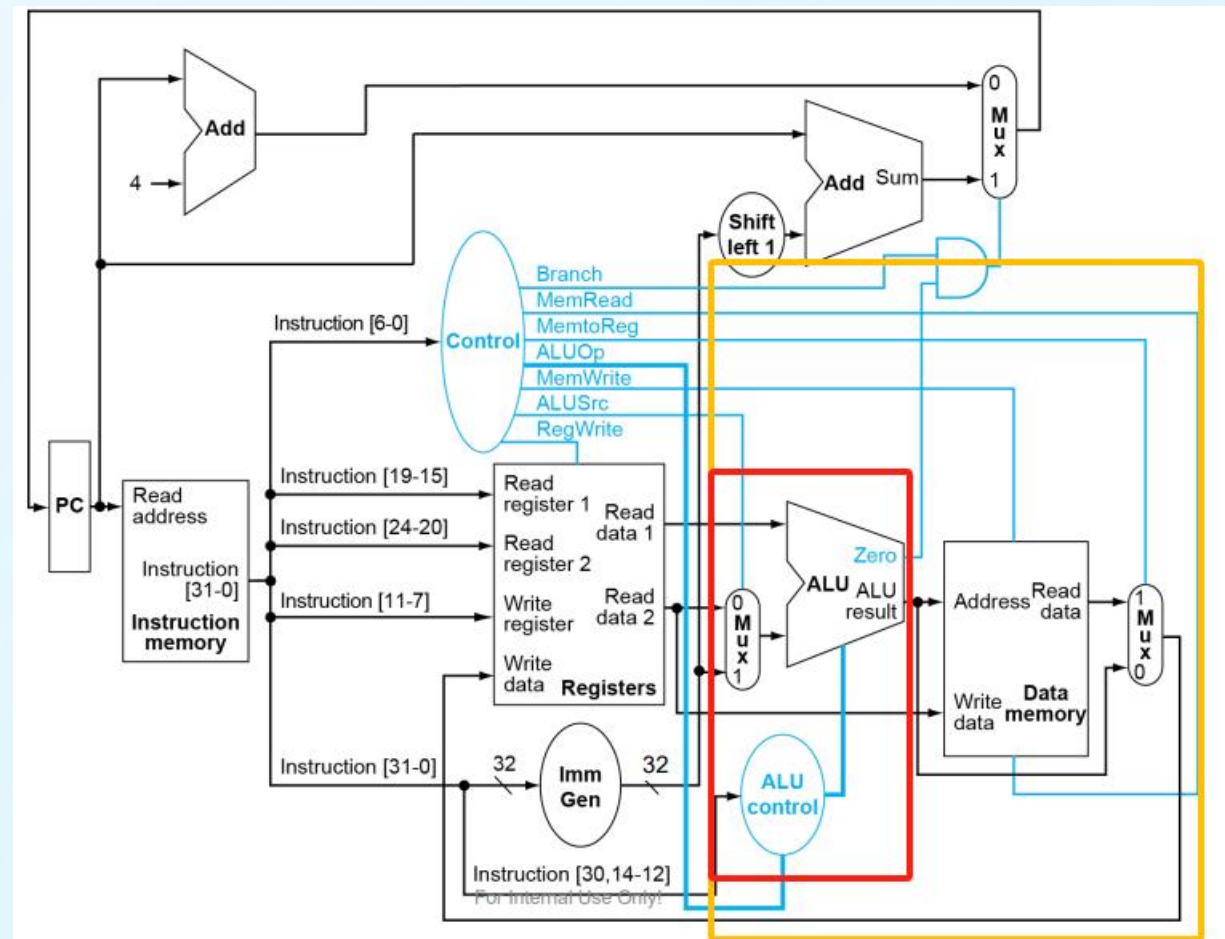 0
Mux
1
Add
4
Add
Sum
Shift
left 1
Branch
MemRead
MemtoReg
ALUOp
MemWrite
ALUSrc
RegWrite
Instruction [6-0]
Control
PC
Read
address
Instruction
[31-0]
Instruction
memory
Instruction [19-15]
Instruction [24-20]
Instruction [11-7]
Instruction [31-0]
Read
register 1
Read
register 2
Write
register
Write
data
Read
data 1
Read
data 2
Registers
0
Mux
1
Zero
ALU
ALU
result
Address
Read
data
Write
data
Data
memory
1
Mux
0
32
Imm
Gen
32
ALU
control
Instruction [30,14-12]
For Internal Use Only!